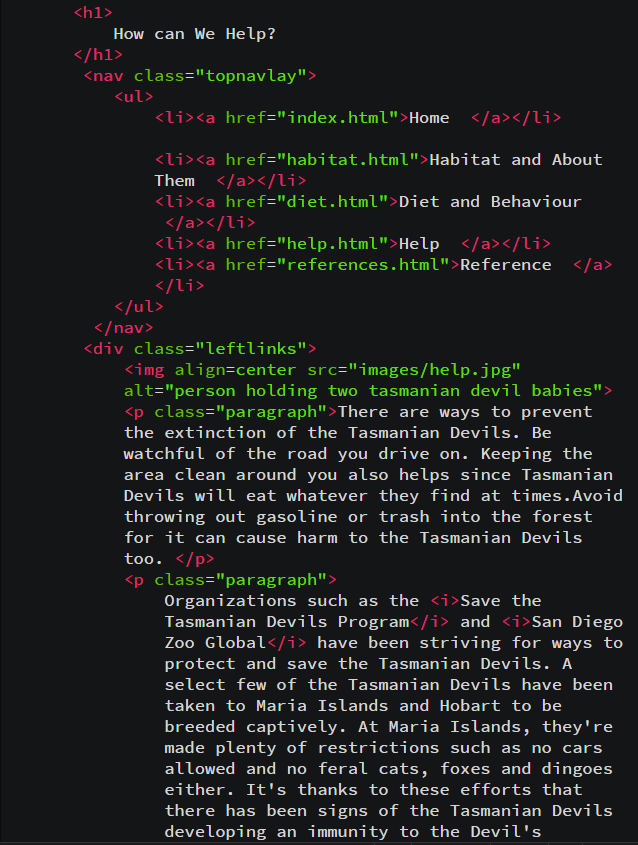 <h1>
How can We Help?
</h1>
<nav class="topnavlay">
<ul>
<li><a href="index.html">Home  </a></li>
<li><a href="habitat.html">Habitat and About
Them  </a></li>
<li><a href="diet.html">Diet and Behaviour
</a></li>
<li><a href="help.html">Help  </a></li>
<li><a href="references.html">Reference  </a>
</li>
</ul>
</nav>
<div class="leftlinks">
<img align=center src="images/help.jpg"
alt="person holding two tasmanian devil babies">
<p class="paragraph">There are ways to prevent
the extinction of the Tasmanian Devils. Be
watchful of the road you drive on. Keeping the
area clean around you also helps since Tasmanian
Devils will eat whatever they find at times.Avoid
throwing out gasoline or trash into the forest
for it can cause harm to the Tasmanian Devils
too. </p>
<p class="paragraph">
Organizations such as the <i>Save the
Tasmanian Devils Program</i> and <i>San Diego
Zoo Global</i> have been striving for ways to
protect and save the Tasmanian Devils. A
select few of the Tasmanian Devils have been
taken to Maria Islands and Hobart to be
breeded captively. At Maria Islands, they're
made plenty of restrictions such as no cars
allowed and no feral cats, foxes and dingoes
either. It's thanks to these efforts that
there has been signs of the Tasmanian Devils
developing an immunity to the Devil's